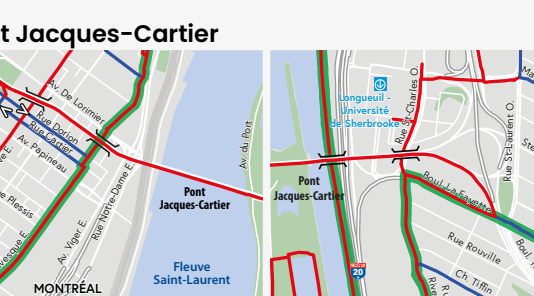 t Jacques-Cartier
Av. De Lorimier
Rue Dorion
Rue Cartier
Av. Papineau
Plessis
Av. Viger E.
Rue Notre-Dame E.
Av. du Port
Pont
Jacques-Cartier
Fleuve
Saint-Laurent
MONTRÉAL
Longueuil -
Université
de Sherbrooke
Rue St-Charles O.
Rue St-Laurent O.
Pont
Jacques-Cartier
Boul. La Fayette
Rue Rouville
Ch. Tiffin
20